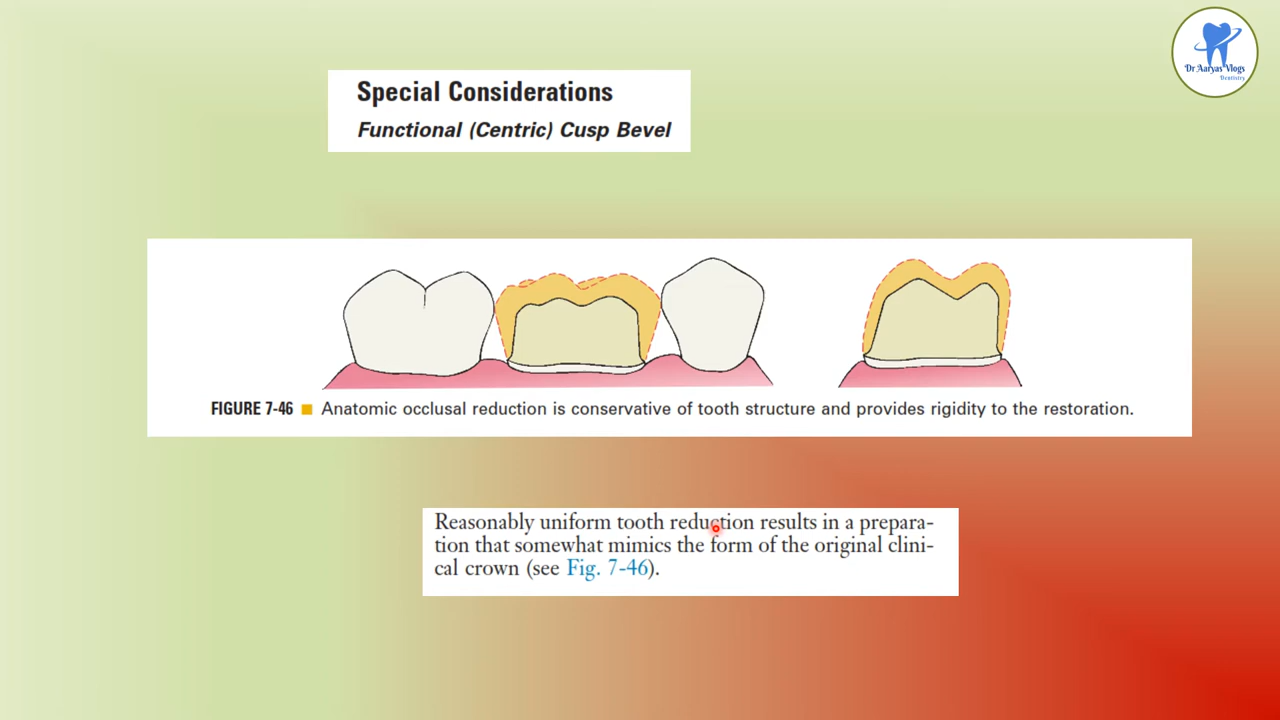 Dr Aaryas Vlogs
Dentistry
Special Considerations
Functional (Centric) Cusp Bevel
FIGURE 7-46 ■ Anatomic occlusal reduction is conservative of tooth structure and provides rigidity to the restoration.
Reasonably uniform tooth reduction results in a prepara-
tion that somewhat mimics the form of the original clini-
cal crown (see Fig. 7-46).